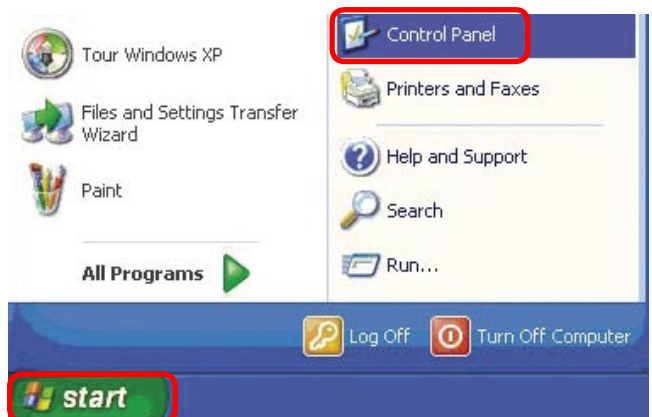 Tour Windows XP
Files and Settings Transfer
Wizard
Paint
All Programs
Control Panel
Printers and Faxes
Help and Support
Search
Run...
Log Off
Turn Off Computer
start